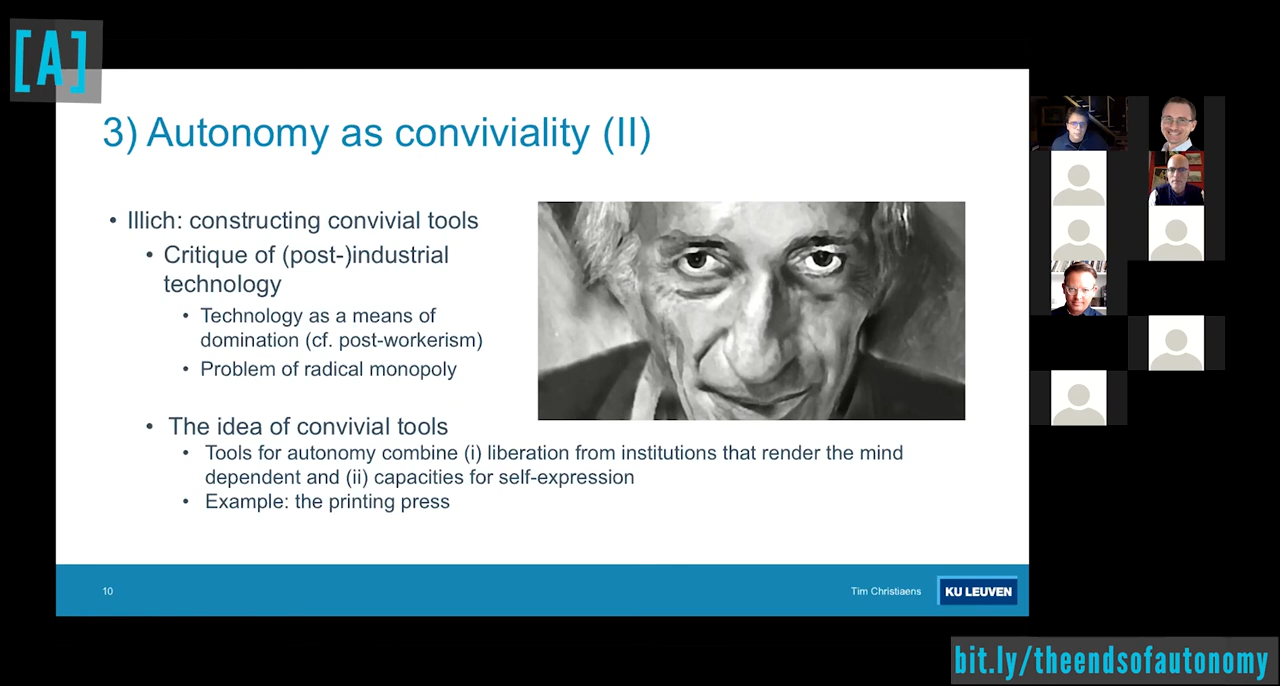 [A]
3) Autonomy as conviviality (II)
• Illich: constructing convivial tools
• Critique of (post-)industrial
technology
• Technology as a means of
domination (cf. post-workerism)
• Problem of radical monopoly
• The idea of convivial tools
• Tools for autonomy combine (i) liberation from institutions that render the mind
dependent and (ii) capacities for self-expression
• Example: the printing press
10
Tim Christiaens
KU LEUVEN
bit.ly/theendsofautonomy